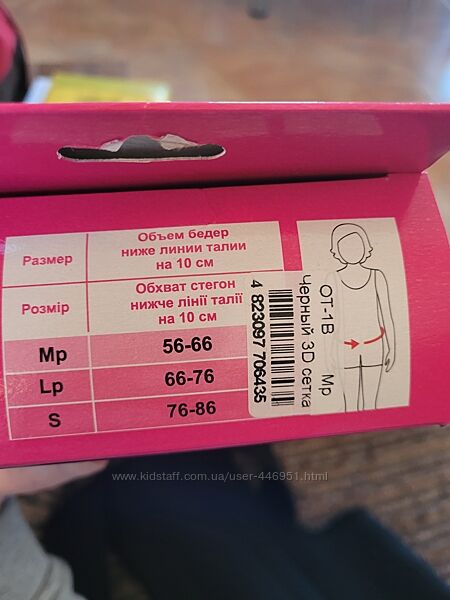 Размер
Объем бедер
ниже линии талии
на 10 см
Розмір
Обхват стегон
нижче лінії талії
на 10 см
Мр 56-66
Lp 66-76
S 76-86
ОТ-1В Мр
Черный 3D сетка
4 823097 706435
www.kidstaff.com.ua/user-446951.html